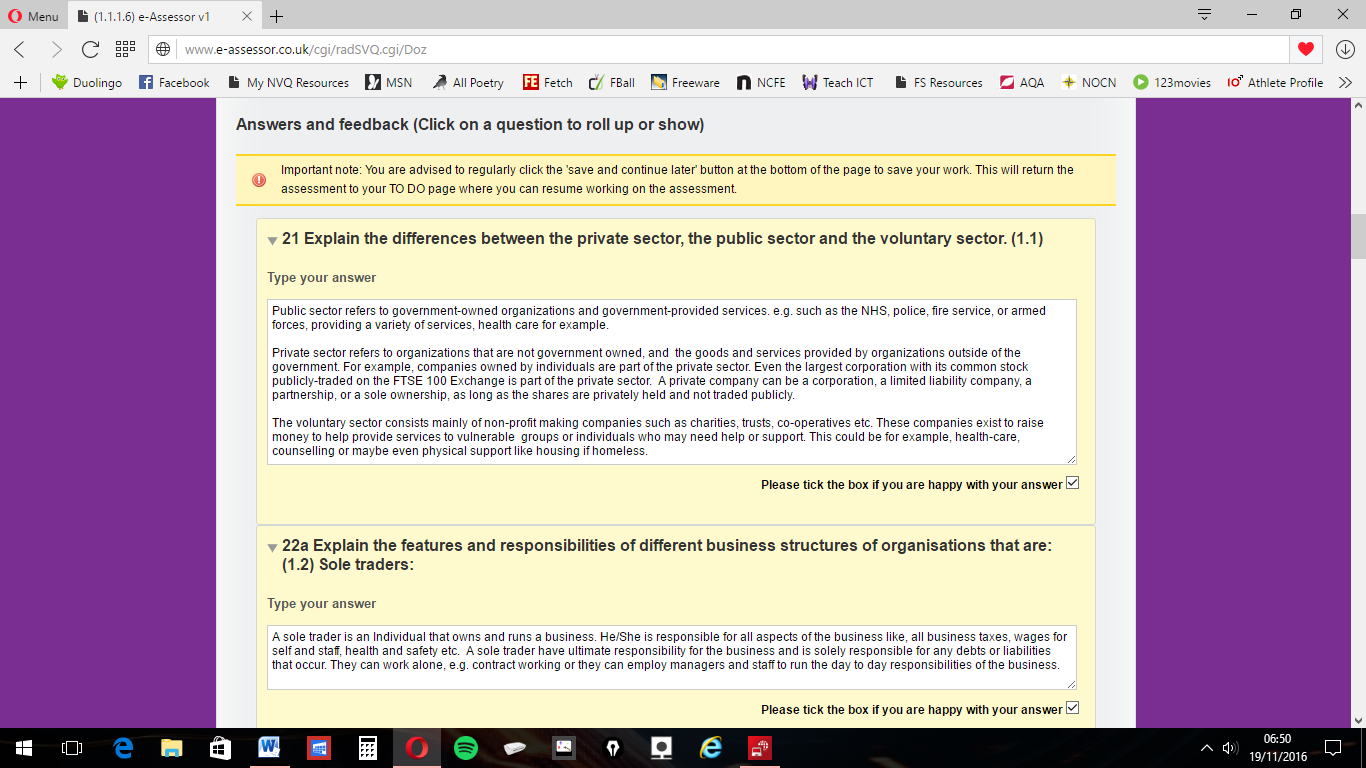 Menu
(1.1.1.6) e-Assessor v1
www.e-assessor.co.uk/cgi/radSVQ.cgi/Doz
Duolingo
Facebook
My NVQ Resources
MSN
All Poetry
FE Fetch
FBall
Freeware
NCFE
Teach ICT
FS Resources
AQA
NOCN
123movies
Athlete Profile
Answers and feedback (Click on a question to roll up or show)
Important note: You are advised to regularly click the 'save and continue later' button at the bottom of the page to save your work. This will return the
assessment to your TO DO page where you can resume working on the assessment.
21 Explain the differences between the private sector, the public sector and the voluntary sector. (1.1)
Type your answer
Public sector refers to government-owned organizations and government-provided services. e.g. such as the NHS, police, fire service, or armed
forces, providing a variety of services, health care for example.
Private sector refers to organizations that are not government owned, and  the goods and services provided by organizations outside of the
government. For example, companies owned by individuals are part of the private sector. Even the largest corporation with its common stock
publicly-traded on the FTSE 100 Exchange is part of the private sector.  A private company can be a corporation, a limited liability company, a
partnership, or a sole ownership, as long as the shares are privately held and not traded publicly.
The voluntary sector consists mainly of non-profit making companies such as charities, trusts, co-operatives etc. These companies exist to raise
money to help provide services to vulnerable  groups or individuals who may need help or support. This could be for example, health-care,
counselling or maybe even physical support like housing if homeless.
Please tick the box if you are happy with your answer
22a Explain the features and responsibilities of different business structures of organisations that are:
(1.2) Sole traders:
Type your answer
A sole trader is an Individual that owns and runs a business. He/She is responsible for all aspects of the business like, all business taxes, wages for
self and staff, health and safety etc.  A sole trader have ultimate responsibility for the business and is solely responsible for any debts or liabilities
that occur. They can work alone, e.g. contract working or they can employ managers and staff to run the day to day responsibilities of the business.
Please tick the box if you are happy with your answer
06:50
19/11/2016